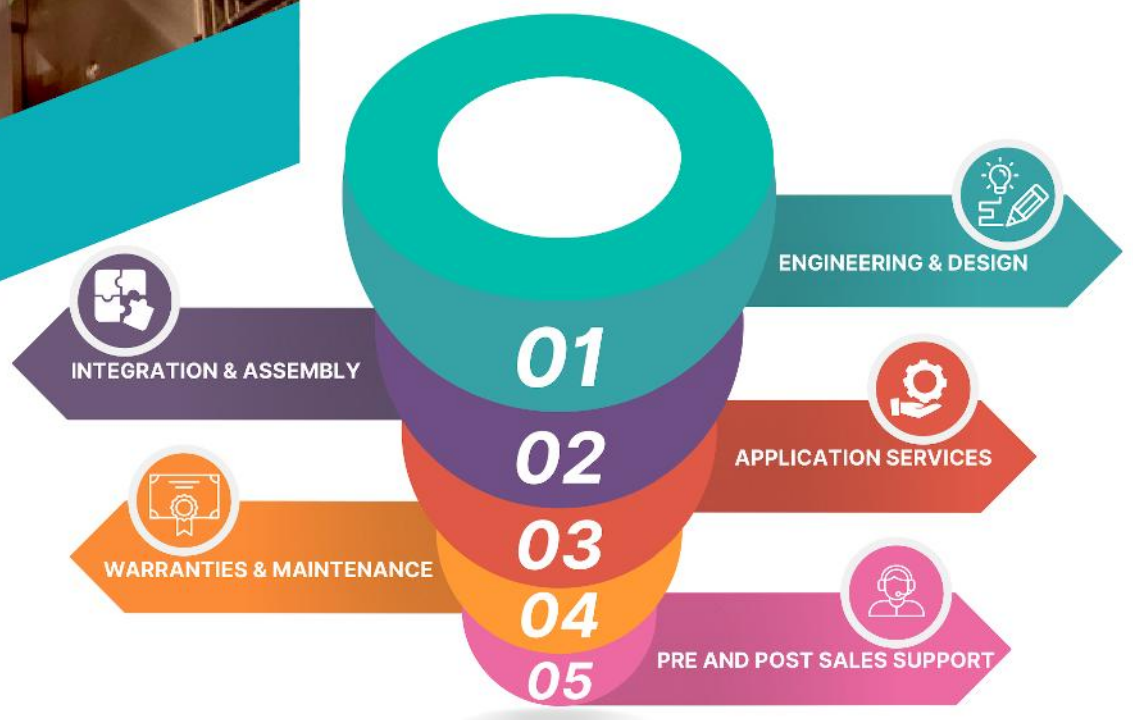 01
ENGINEERING & DESIGN
02
INTEGRATION & ASSEMBLY
03
APPLICATION SERVICES
04
WARRANTIES & MAINTENANCE
05
PRE AND POST SALES SUPPORT